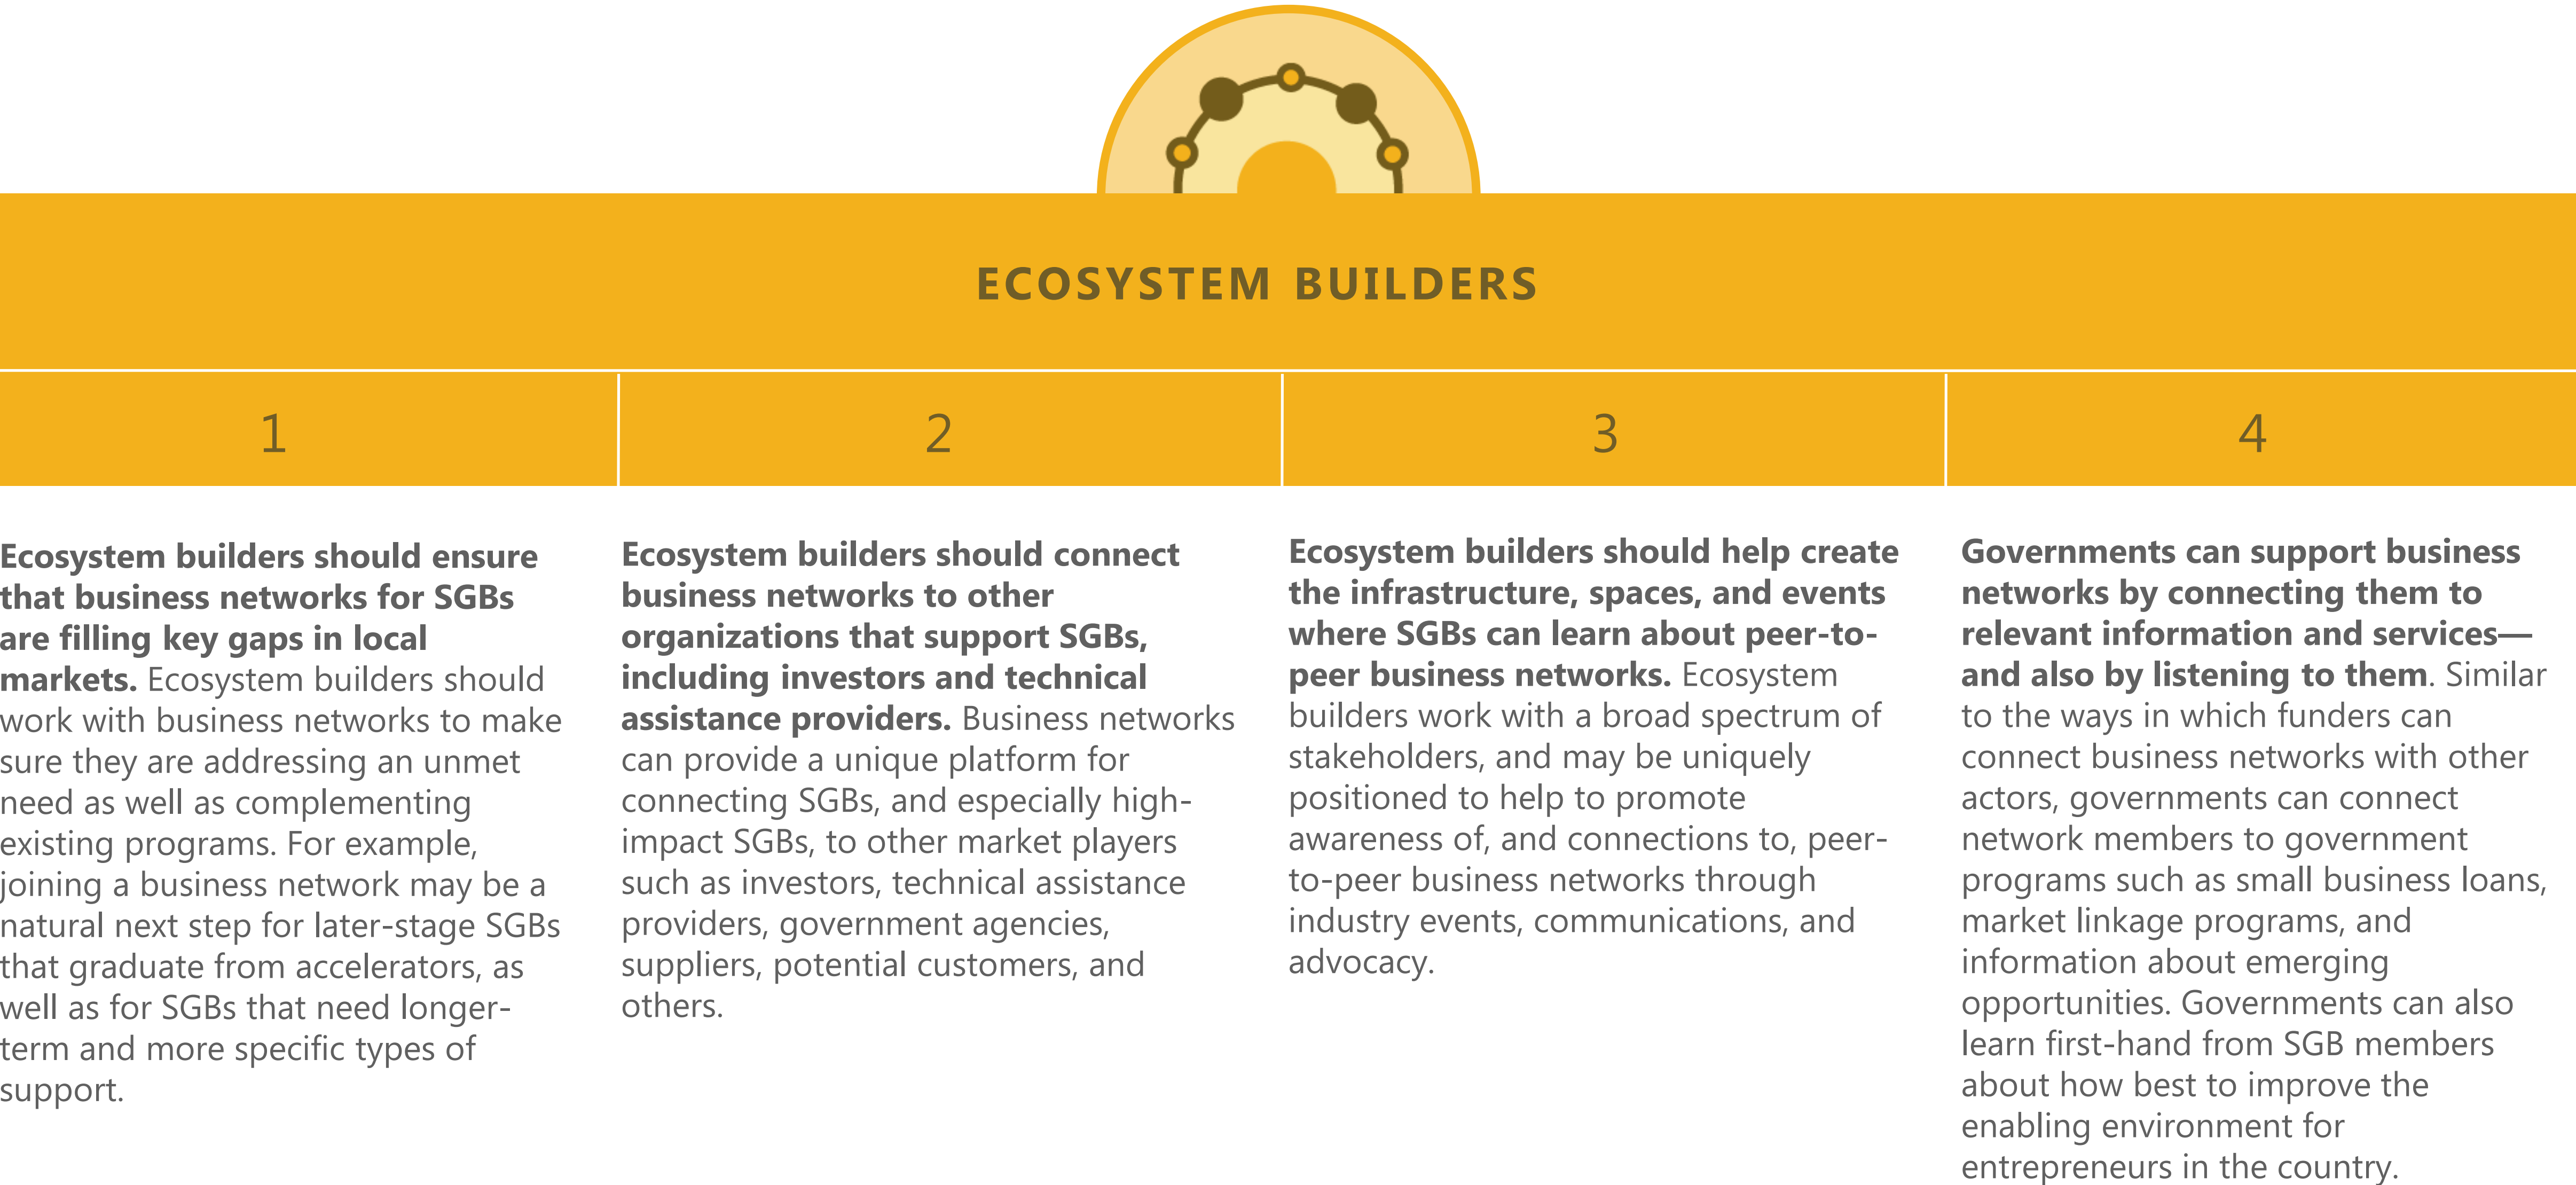 ECOSYSTEM BUILDERS
1
Ecosystem builders should ensure
that business networks for SGBs
are filling key gaps in local
markets. Ecosystem builders should
work with business networks to make
sure they are addressing an unmet
need as well as complementing
existing programs. For example,
joining a business network may be a
natural next step for later-stage SGBs
that graduate from accelerators, as
well as for SGBs that need longer-
term and more specific types of
support.
2
Ecosystem builders should connect
business networks to other
organizations that support SGBs,
including investors and technical
assistance providers. Business networks
can provide a unique platform for
connecting SGBs, and especially high-
impact SGBs, to other market players
such as investors, technical assistance
providers, government agencies,
suppliers, potential customers, and
others.
3
Ecosystem builders should help create
the infrastructure, spaces, and events
where SGBs can learn about peer-to-
peer business networks. Ecosystem
builders work with a broad spectrum of
stakeholders, and may be uniquely
positioned to help to promote
awareness of, and connections to, peer-
to-peer business networks through
industry events, communications, and
advocacy.
4
Governments can support business
networks by connecting them to
relevant information and services—
and also by listening to them. Similar
to the ways in which funders can
connect business networks with other
actors, governments can connect
network members to government
programs such as small business loans,
market linkage programs, and
information about emerging
opportunities. Governments can also
learn first-hand from SGB members
about how best to improve the
enabling environment for
entrepreneurs in the country.